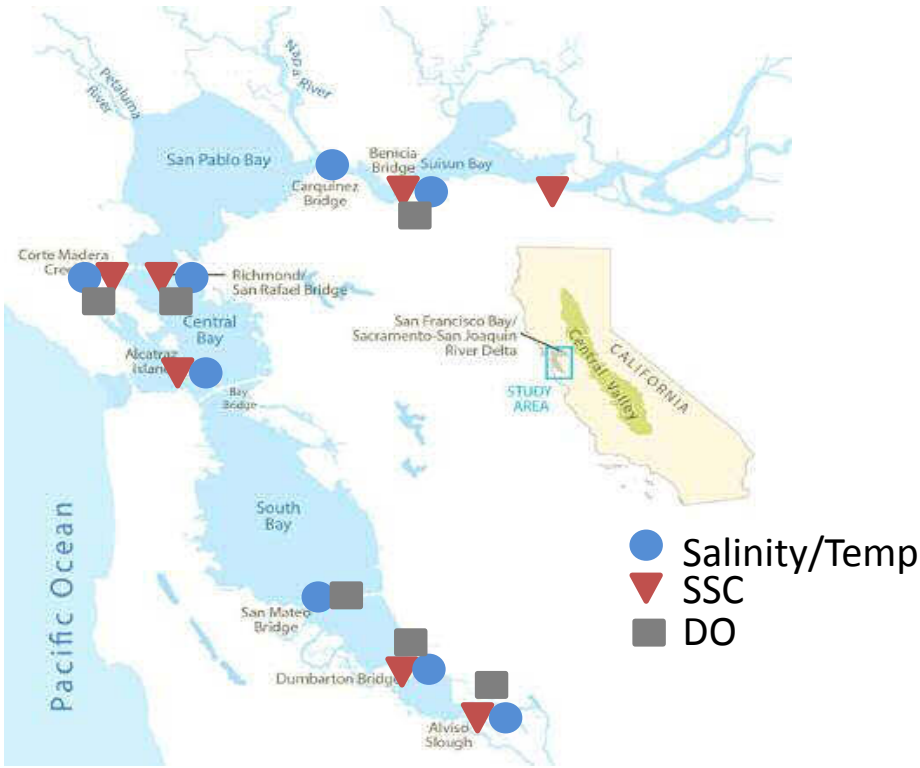 Petaluma
River
Napa River
San Pablo Bay
Carquinez
Bridge
Benicia
Bridge
Suisun Bay
Corte Madera
Cree
Richmond/
San Rafael Bridge
Central
Bay
Alcatraz
Island
Bay
Bridge
San Francisco Bay/
Sacramento-San Joaquin
River Delta
STUDY
AREA
Central Valley
CALIFORNIA
South
Bay
Pacific Ocean
San Mateo
Bridge
Dumbarton Bridge
Alviso
Slough
Salinity/Temp
SSC
DO